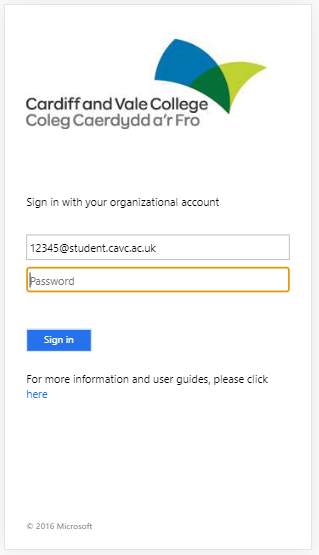 Cardiff and Vale College
Coleg Caerdydd a'r Fro
Sign in with your organizational account
12345@student.cavc.ac.uk
Password
Sign in
For more information and user guides, please click
here
© 2016 Microsoft